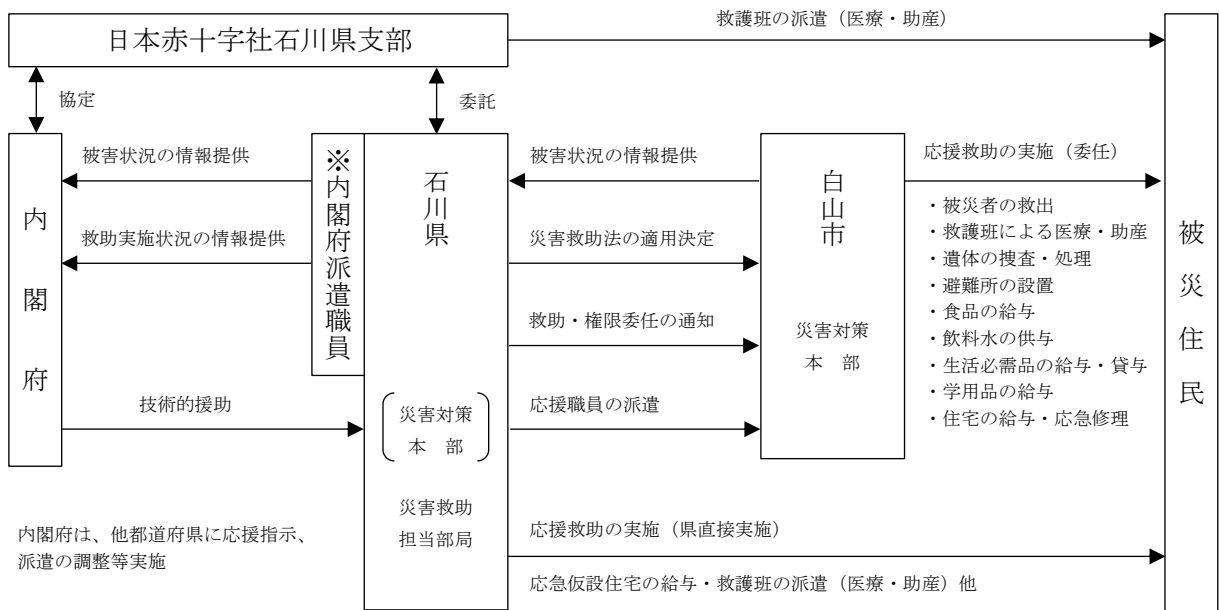 救護班の派遣（医療・助産）
日本赤十字社石川県支部
協定
委託
内閣府
※内閣府派遣職員
石川県
白山市
被災住民
被害状況の情報提供
救助実施状況の情報提供
技術的援助
被害状況の情報提供
災害救助法の適用決定
救助・権限委任の通知
応援職員の派遣
災害対策
本　部
災害救助
担当部局
災害対策
本　部
応援救助の実施（委任）
・被災者の救出
・救護班による医療・助産
・遺体の捜査・処理
・避難所の設置
・食品の給与
・飲料水の供与
・生活必需品の給与・貸与
・学用品の給与
・住宅の給与・応急修理
内閣府は、他都道府県に応援指示、
派遣の調整等実施
応援救助の実施（県直接実施）
応急仮設住宅の給与・救護班の派遣（医療・助産）他